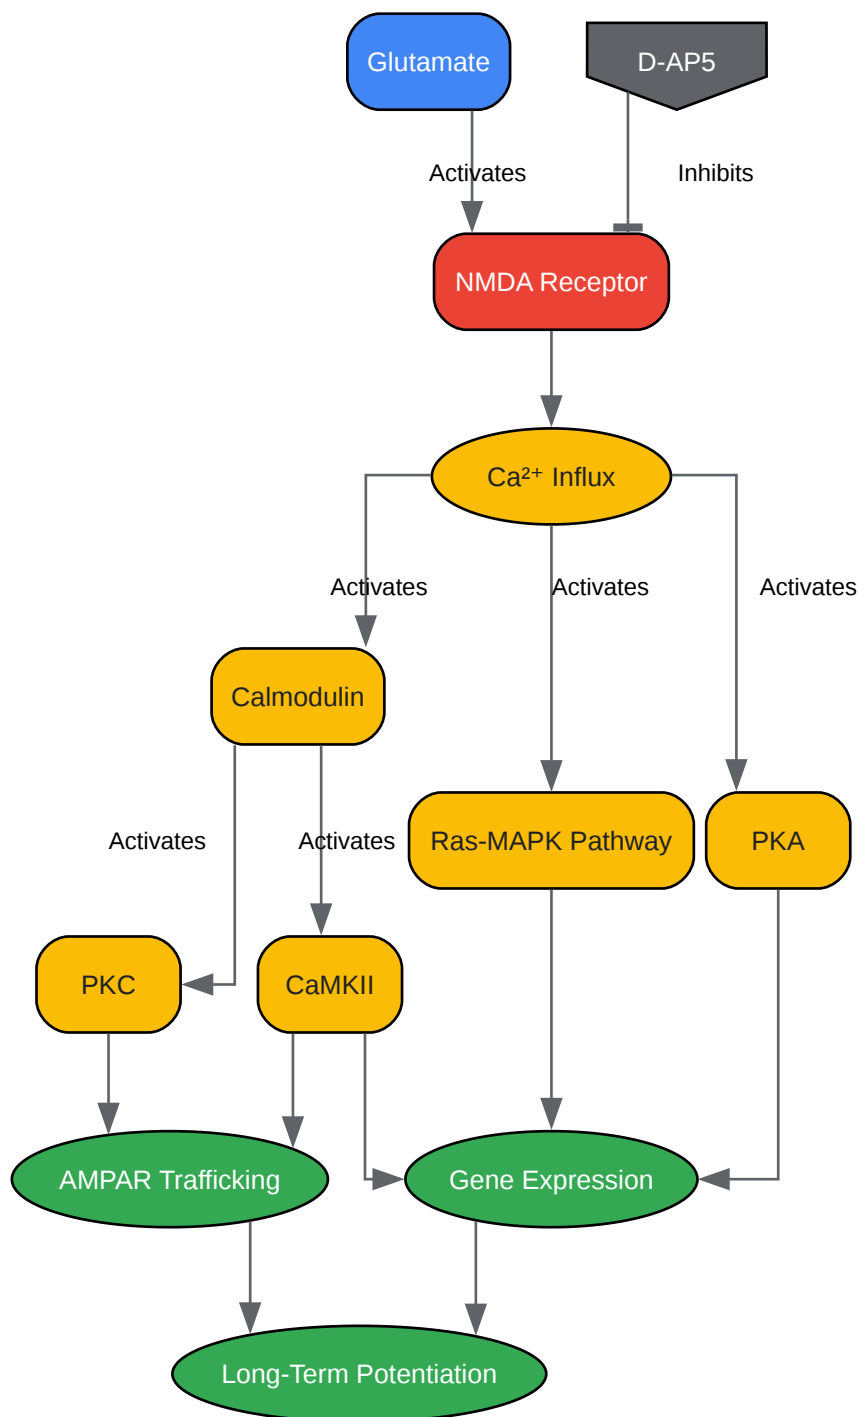 Glutamate
D-AP5
Activates
Inhibits
NMDA Receptor
Ca²⁺ Influx
Activates
Activates
Activates
Calmodulin
Activates
Activates
Ras-MAPK Pathway
PKA
PKC
CaMKII
AMPAR Trafficking
Gene Expression
Long-Term Potentiation